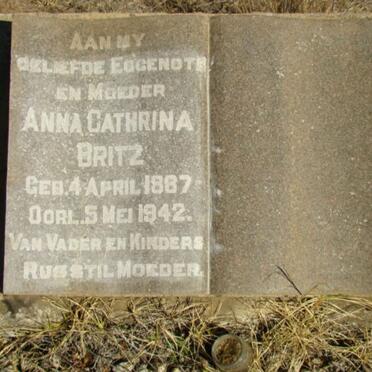 AAN MY
GELIEFDE EGGENOTE
EN MOEDER
ANNA CATHRINA
BRITZ
GEB. 4 APRIL 1887
OORL. 5 MEI 1942.
VAN VADER EN KINDERS
RUS STIL MOEDER.